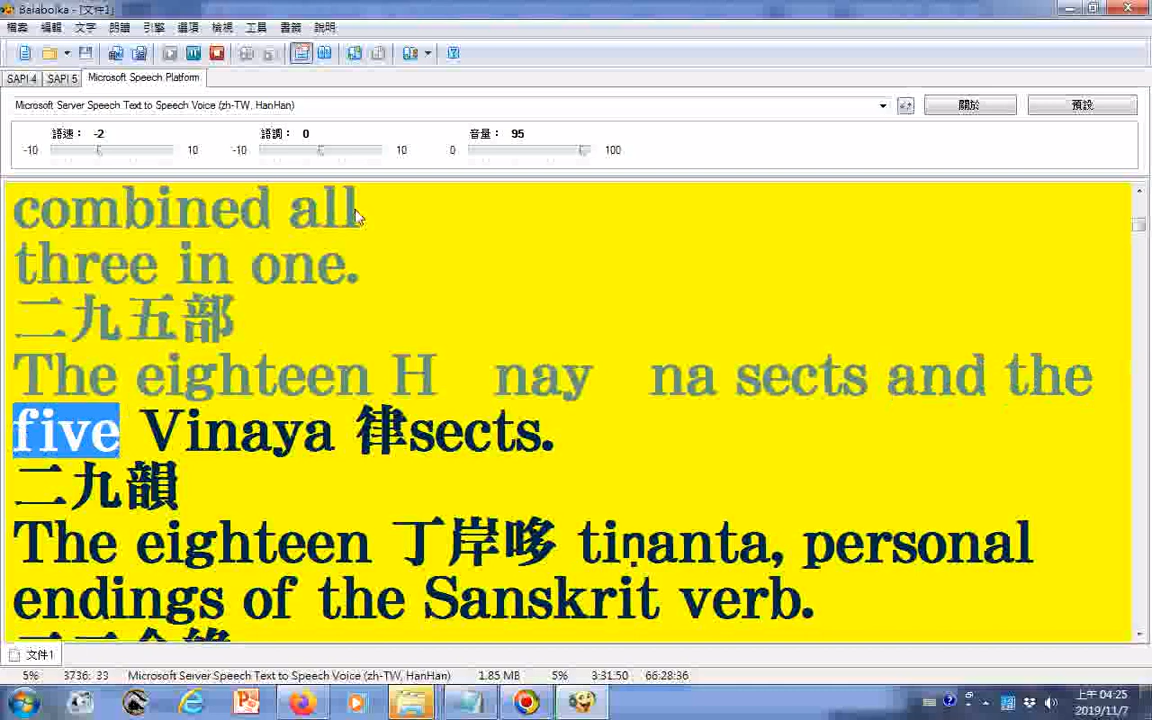 Balabolka - [文件1]
檔案 編輯 文字 朗讀 引擎 選項 檢視 工具 書籤 說明
SAPI 4 SAPI 5 Microsoft Speech Platform
Microsoft Server Speech Text to Speech Voice (zh-TW, HanHan) 關於 預設
語速： -2 語調： 0 音量： 95
-10 10 -10 10 0 100
combined all
three in one.
二九五部
The eighteen H nay na sects and the
five Vinaya 律sects.
二九韻
The eighteen 丁岸哆 tiṇanta, personal
endings of the Sanskrit verb.
文件1
5% 3736: 33 Microsoft Server Speech Text to Speech Voice (zh-TW, HanHan) 1.85 MB 5% 3:31:50 66:28:36
上午 04:25
2019/11/7